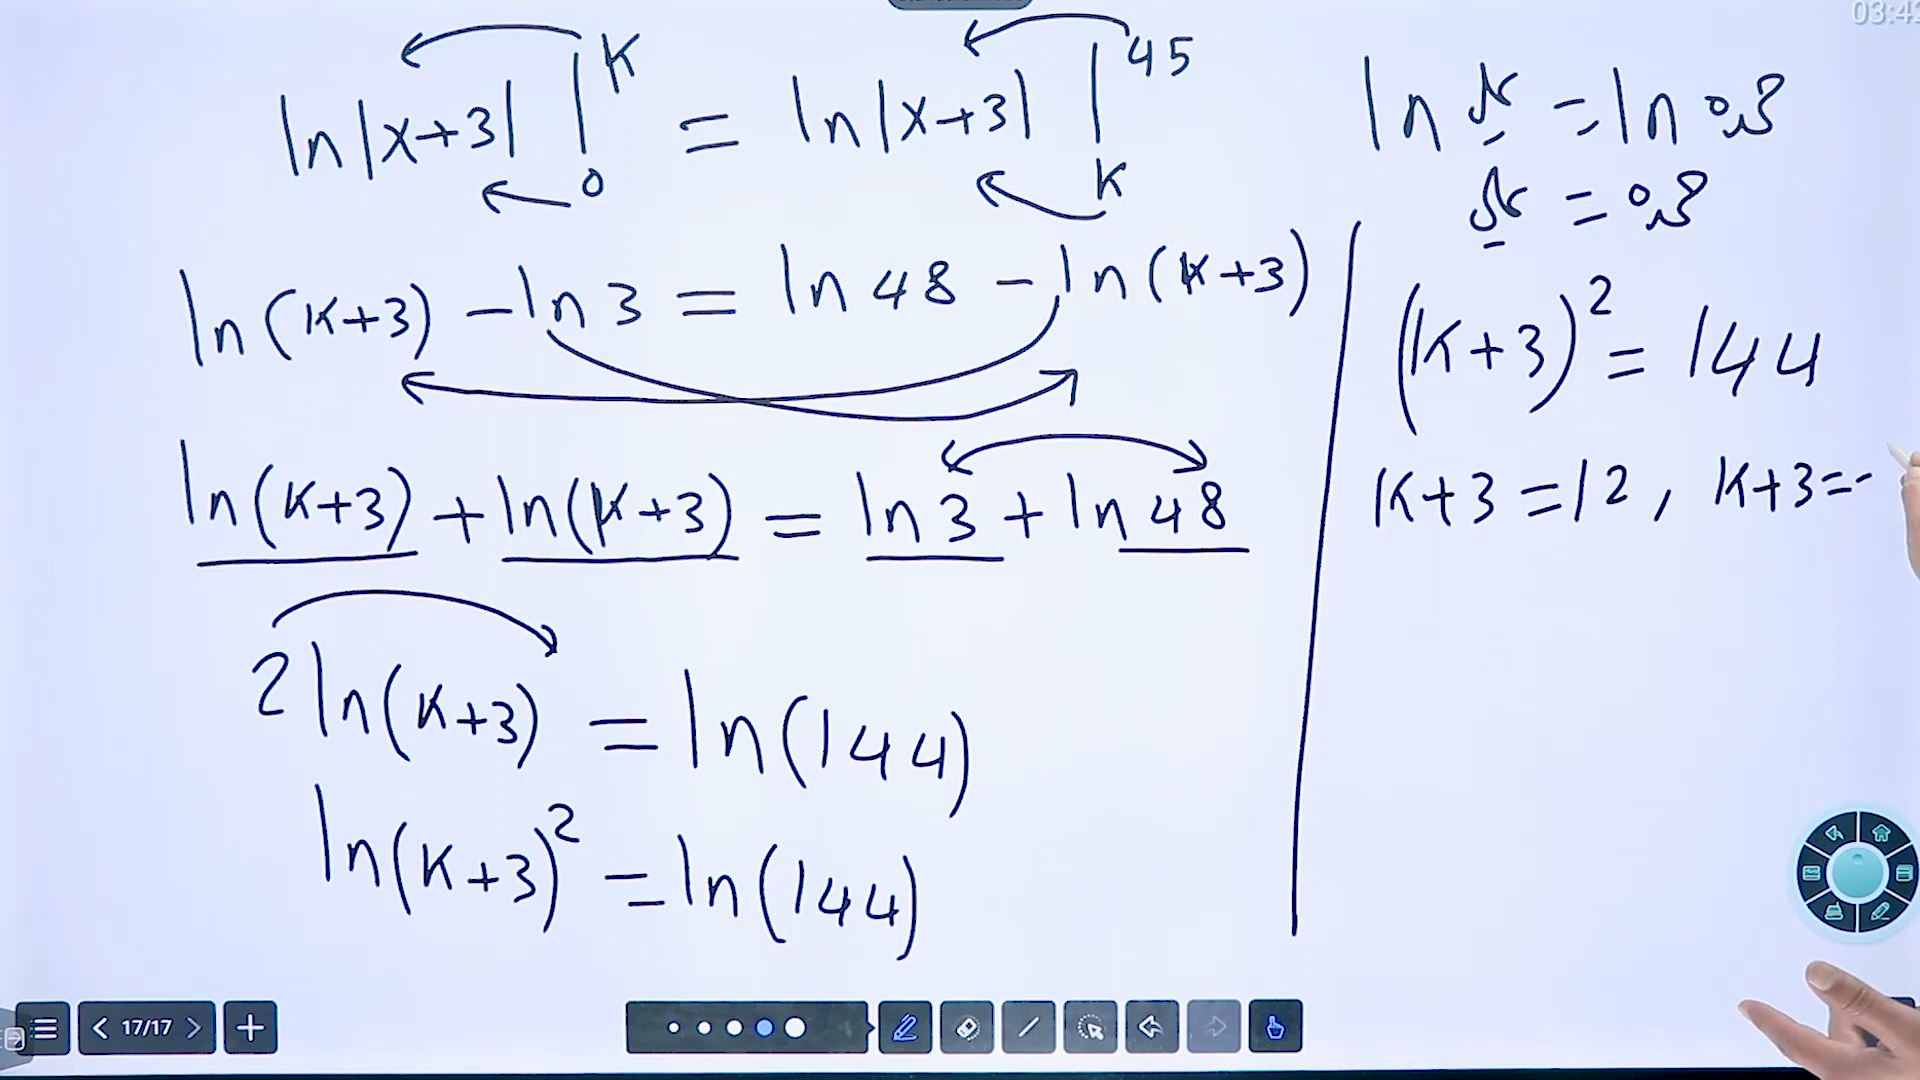 ln|x+3| |₀ᴷ = ln|x+3| |ₖ⁴⁵
ln(K+3) − ln 3 = ln 48 − ln(K+3)
ln(K+3) + ln(K+3) = ln 3 + ln 48
2 ln(K+3) = ln(144)
ln(K+3)² = ln(144)
(K+3)² = 144
K+3 = 12 , K+3 = -
17/17